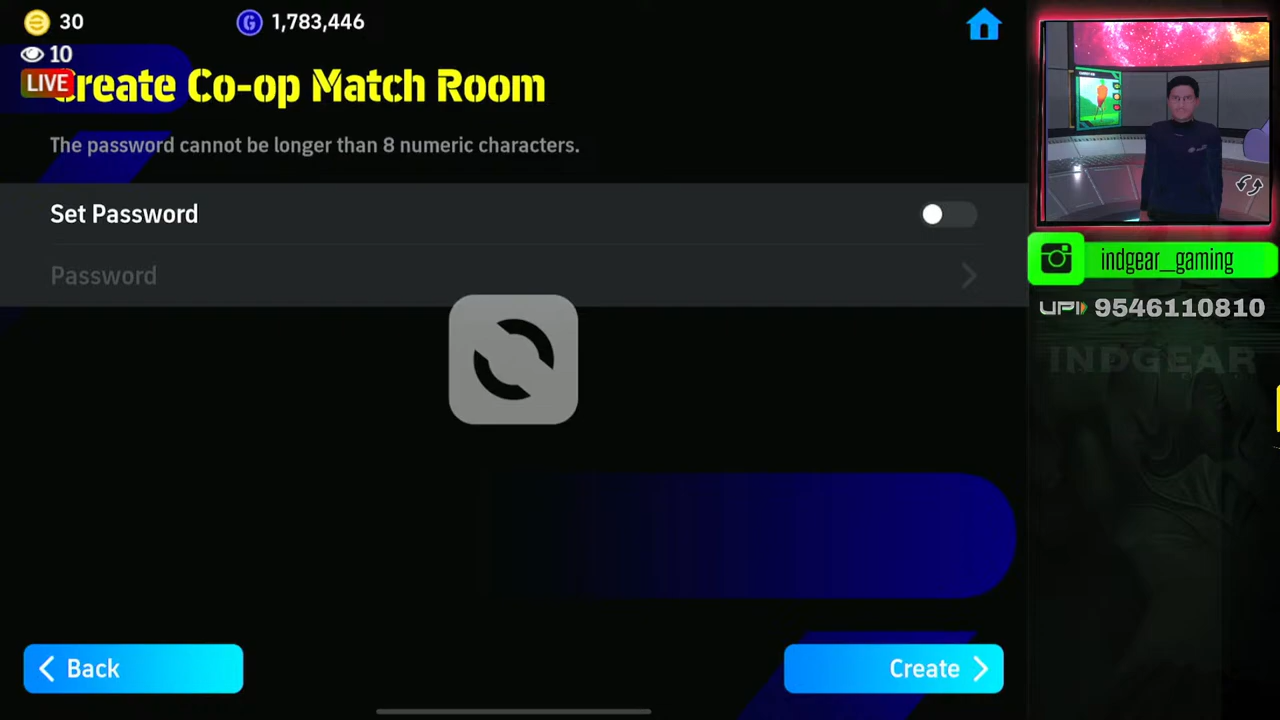 30
1,783,446
10
LIVE
Create Co-op Match Room
The password cannot be longer than 8 numeric characters.
Set Password
Password
Back
Create
indgear_gaming
UPI 9546110810
INDGEAR